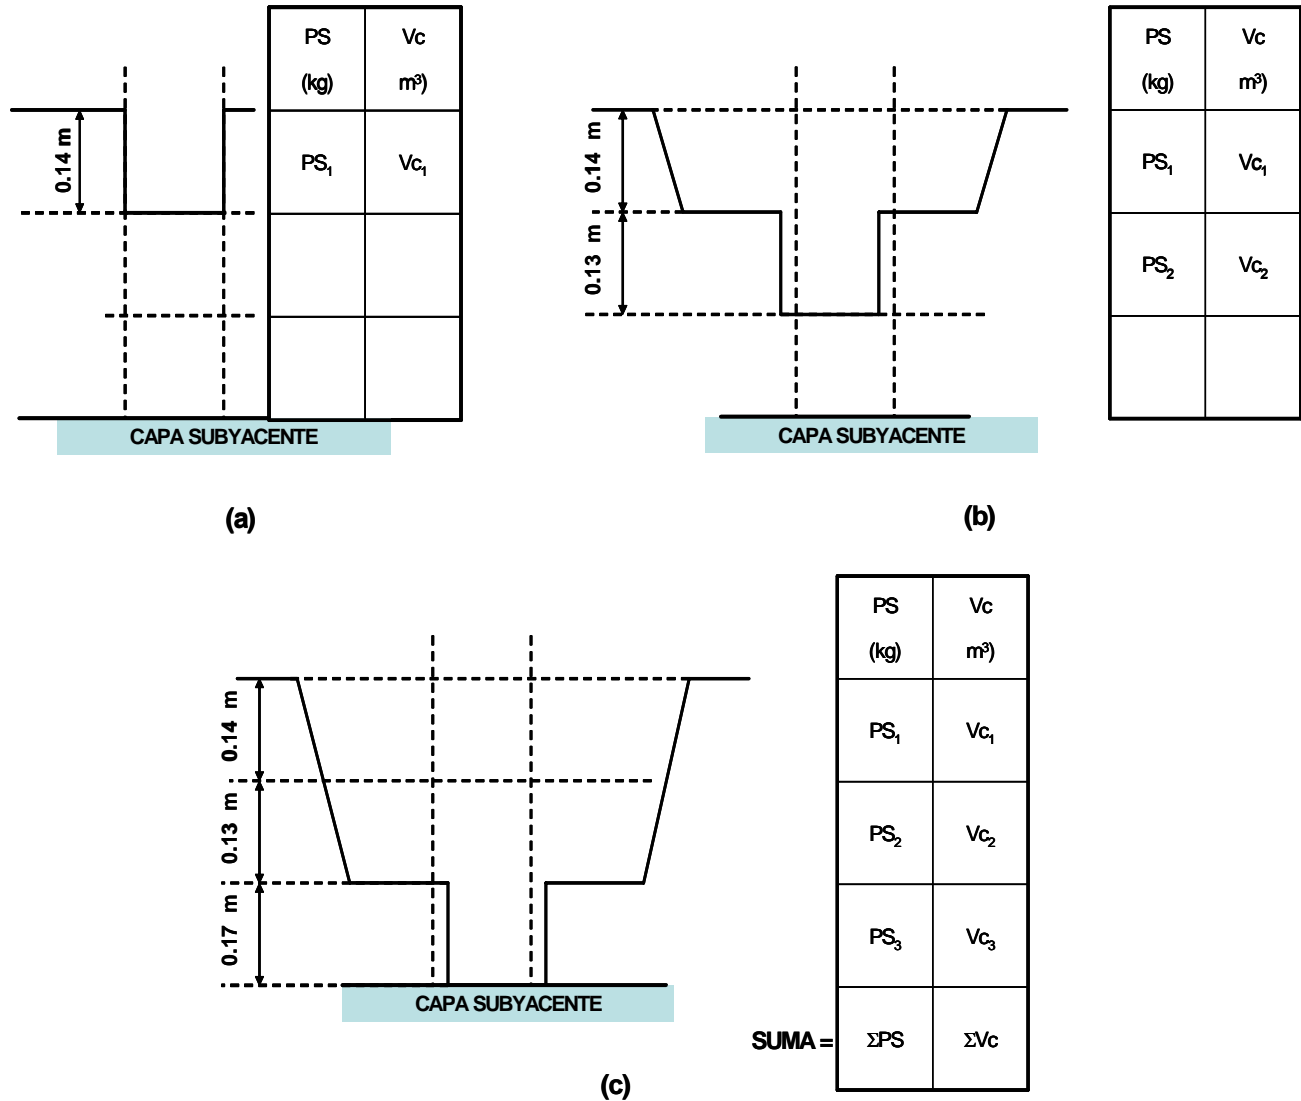 PS Vc
(kg) m³)
0.14 m
PS₁ Vc₁
CAPA SUBYACENTE
(a)
PS Vc
(kg) m³)
0.14 m
PS₁ Vc₁
0.13 m
PS₂ Vc₂
CAPA SUBYACENTE
(b)
PS Vc
(kg) m³)
0.14 m
PS₁ Vc₁
0.13 m
PS₂ Vc₂
0.17 m
PS₃ Vc₃
CAPA SUBYACENTE
SUMA = ΣPS ΣVc
(c)